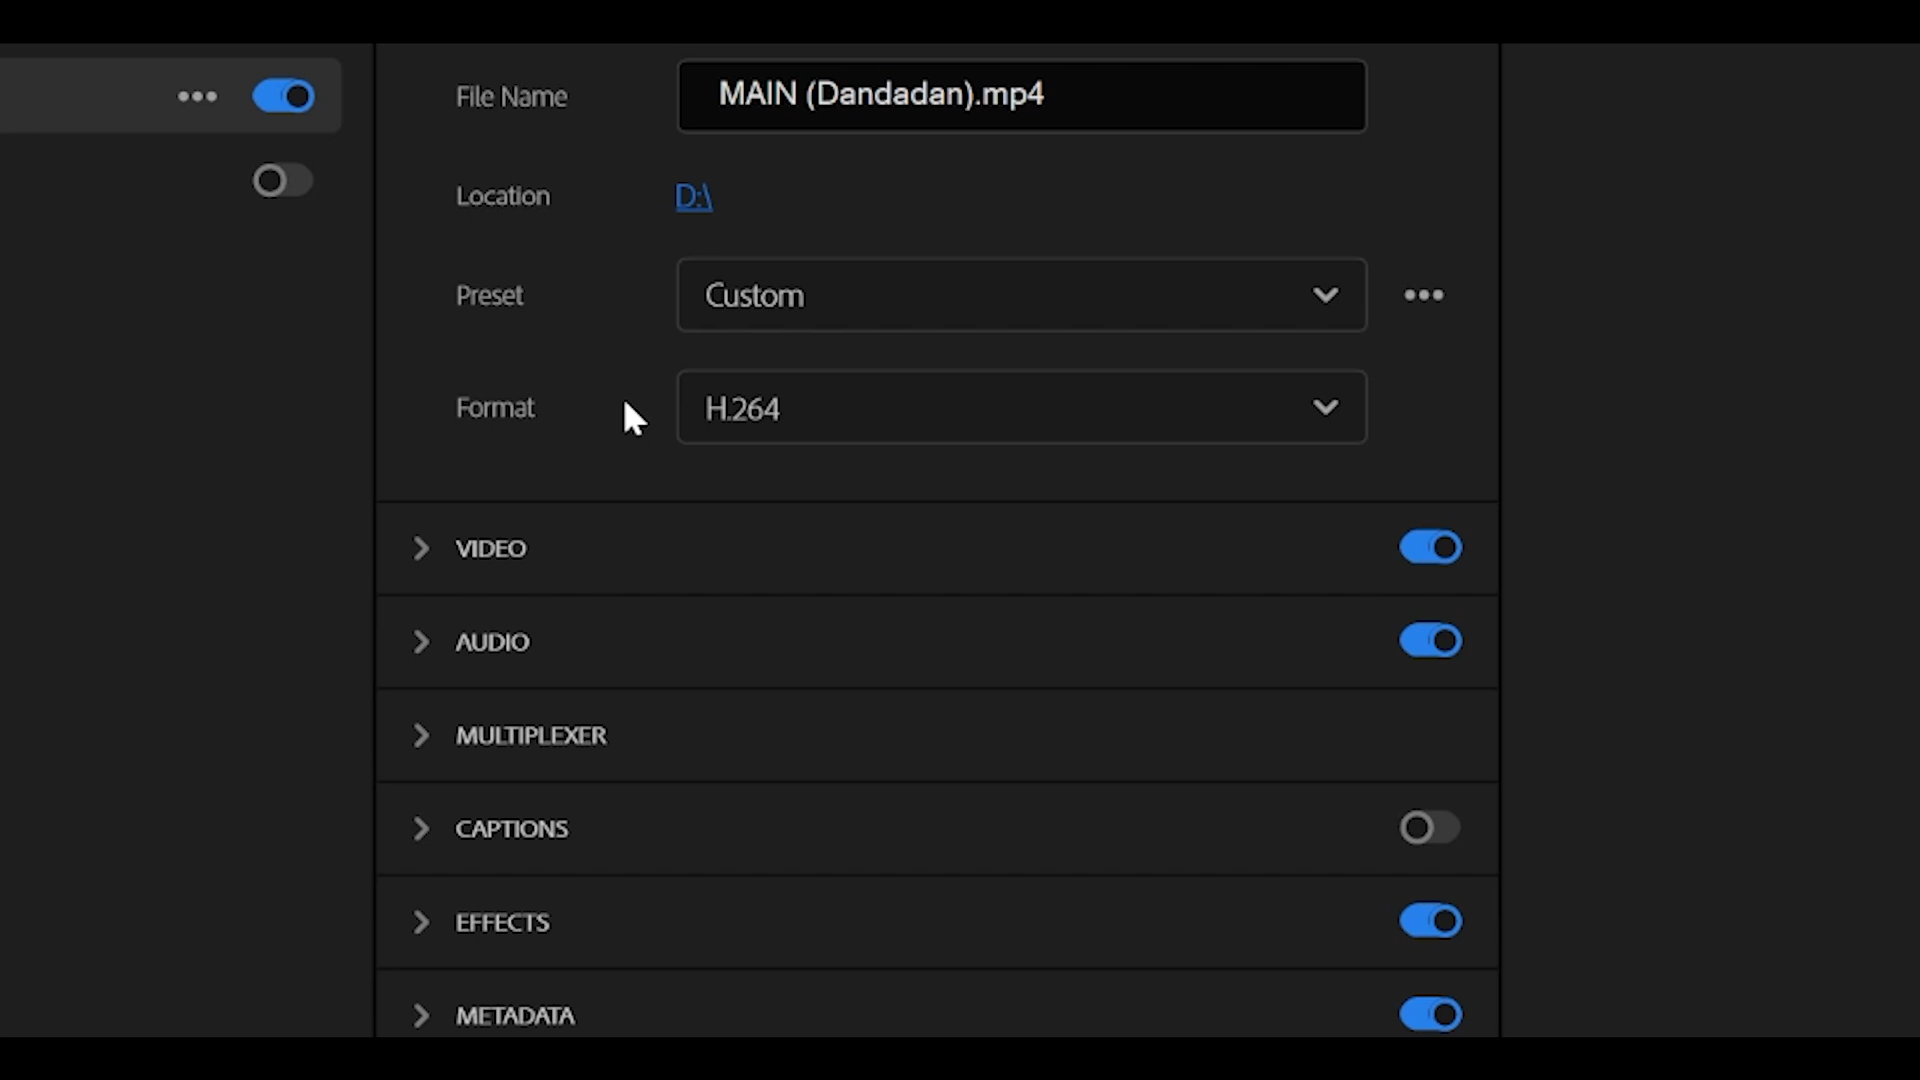 File Name
MAIN (Dandadan).mp4
Location
D:\
Preset
Custom
Format
H.264
VIDEO
AUDIO
MULTIPLEXER
CAPTIONS
EFFECTS
METADATA